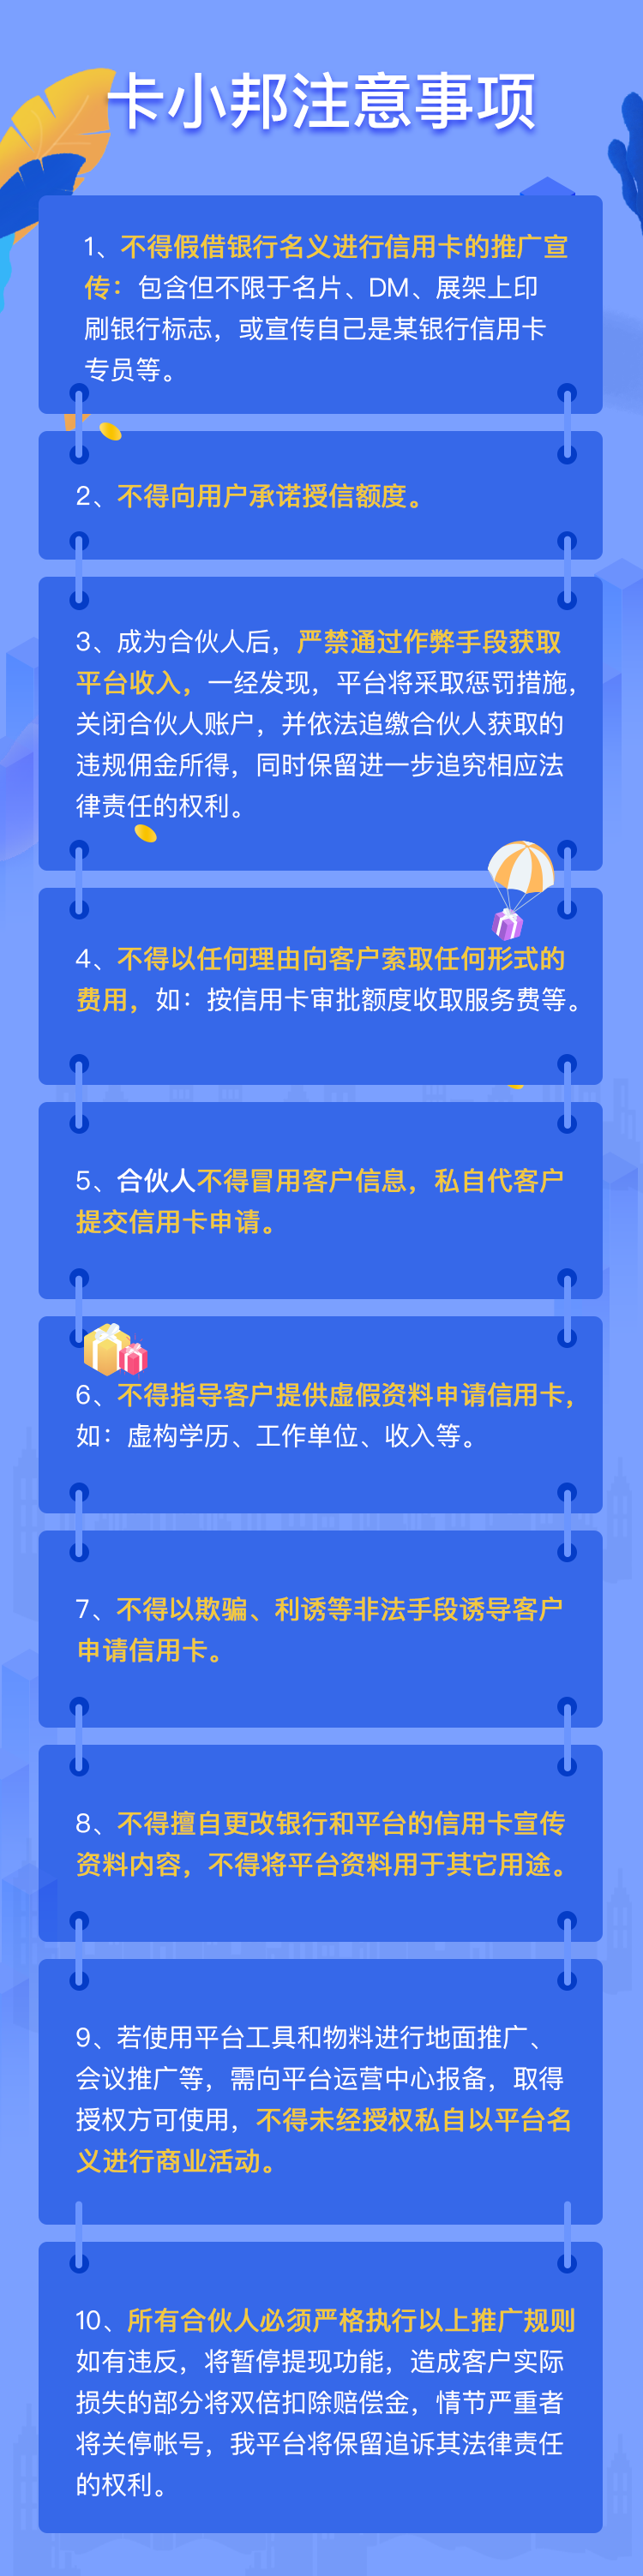 卡小邦注意事项
1、不得假借银行名义进行信用卡的推广宣
传：包含但不限于名片、DM、展架上印
刷银行标志，或宣传自己是某银行信用卡
专员等。
2、不得向用户承诺授信额度。
3、成为合伙人后，严禁通过作弊手段获取
平台收入，一经发现，平台将采取惩罚措施，
关闭合伙人账户，并依法追缴合伙人获取的
违规佣金所得，同时保留进一步追究相应法
律责任的权利。
4、不得以任何理由向客户索取任何形式的
费用，如：按信用卡审批额度收取服务费等。
5、合伙人不得冒用客户信息，私自代客户
提交信用卡申请。
6、不得指导客户提供虚假资料申请信用卡，
如：虚构学历、工作单位、收入等。
7、不得以欺骗、利诱等非法手段诱导客户
申请信用卡。
8、不得擅自更改银行和平台的信用卡宣传
资料内容，不得将平台资料用于其它用途。
9、若使用平台工具和物料进行地面推广、
会议推广等，需向平台运营中心报备，取得
授权方可使用，不得未经授权私自以平台名
义进行商业活动。
10、所有合伙人必须严格执行以上推广规则
如有违反，将暂停提现功能，造成客户实际
损失的部分将双倍扣除赔偿金，情节严重者
将关停帐号，我平台将保留追诉其法律责任
的权利。